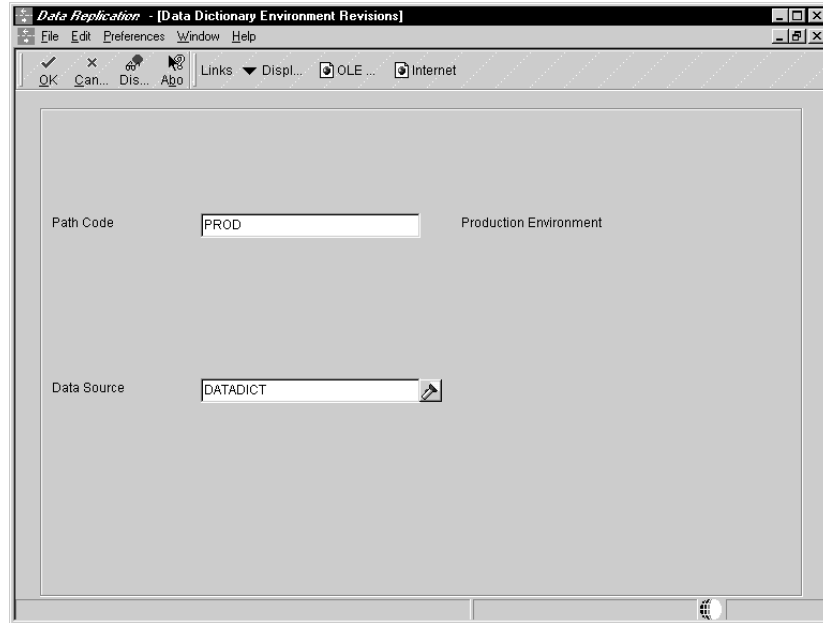 Data Replication - [Data Dictionary Environment Revisions]
File Edit Preferences Window Help
OK Can... Dis... Abo Links Displ... OLE ... Internet
Path Code PROD Production Environment
Data Source DATADICT